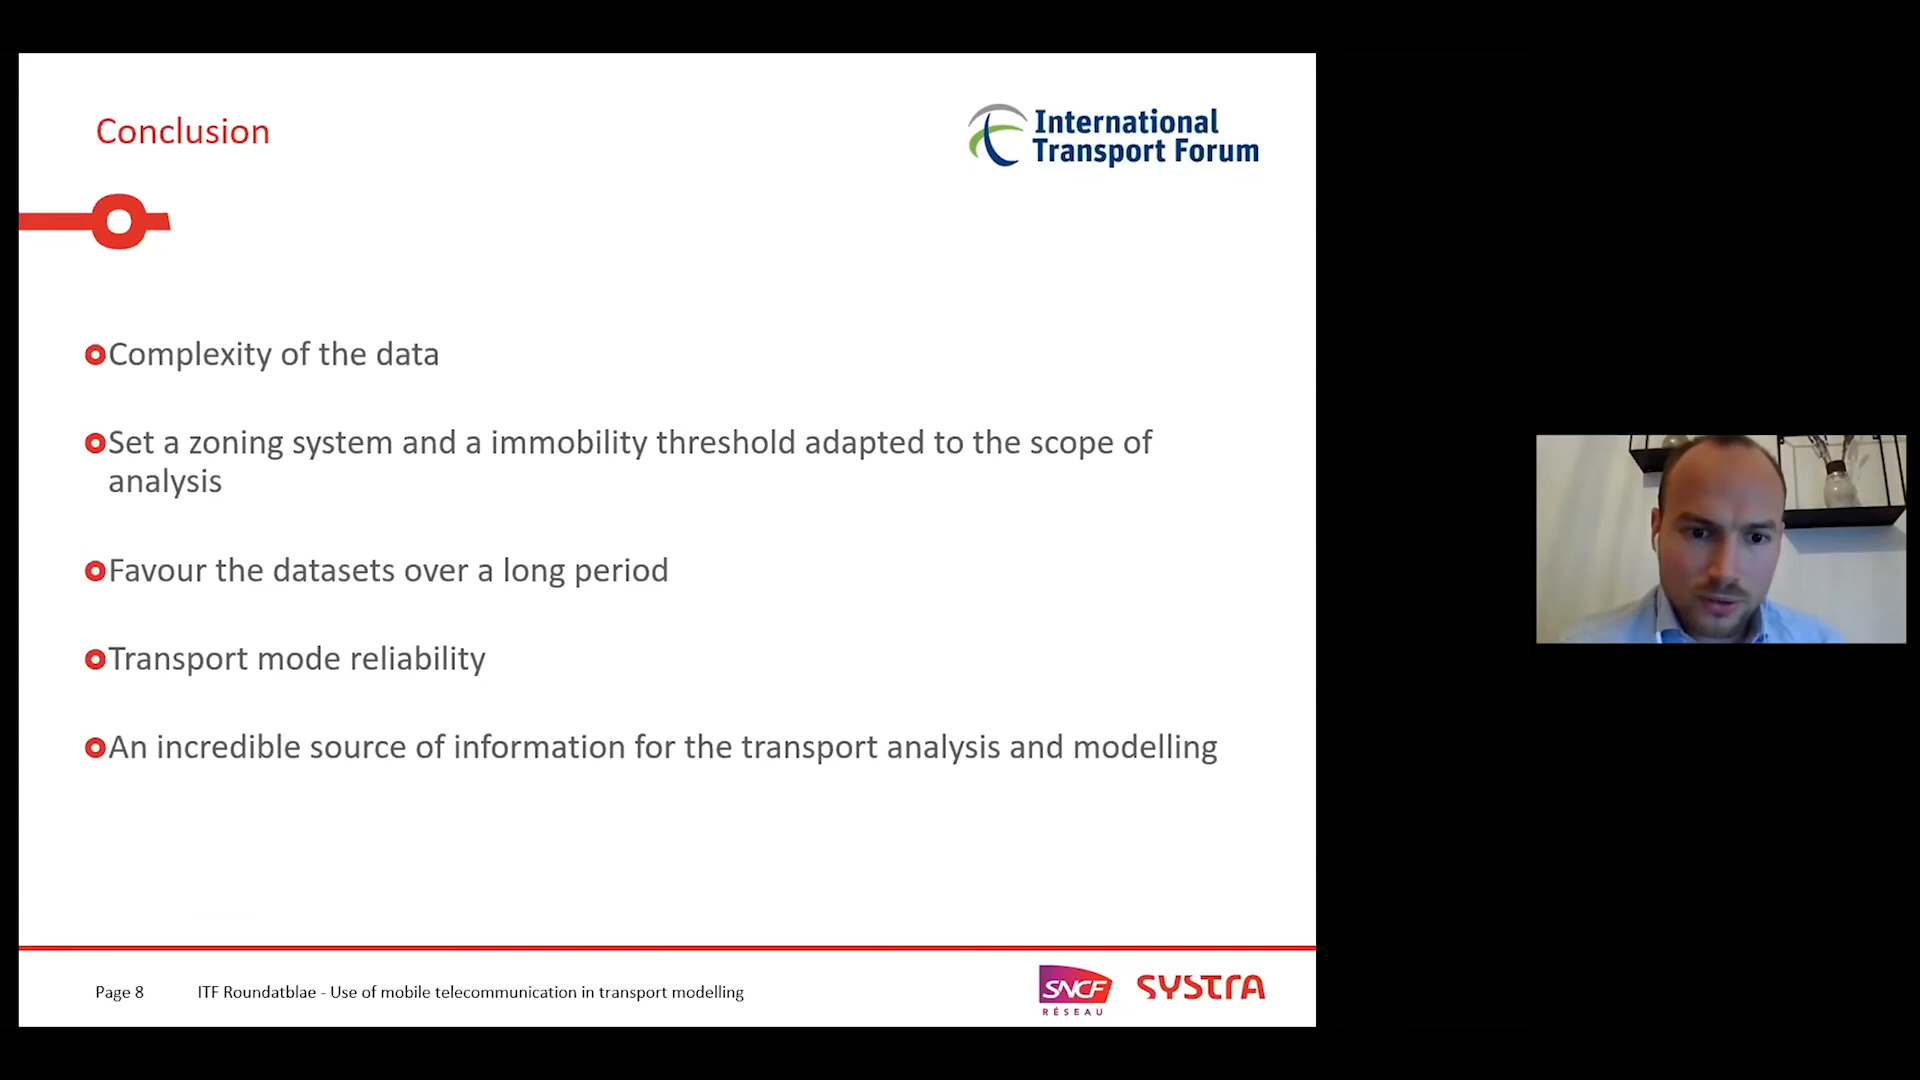 Conclusion
International
Transport Forum
Complexity of the data
Set a zoning system and a immobility threshold adapted to the scope of
analysis
Favour the datasets over a long period
Transport mode reliability
An incredible source of information for the transport analysis and modelling
Page 8
ITF Roundatblae - Use of mobile telecommunication in transport modelling
SNCF
RÉSEAU
SYSTRA